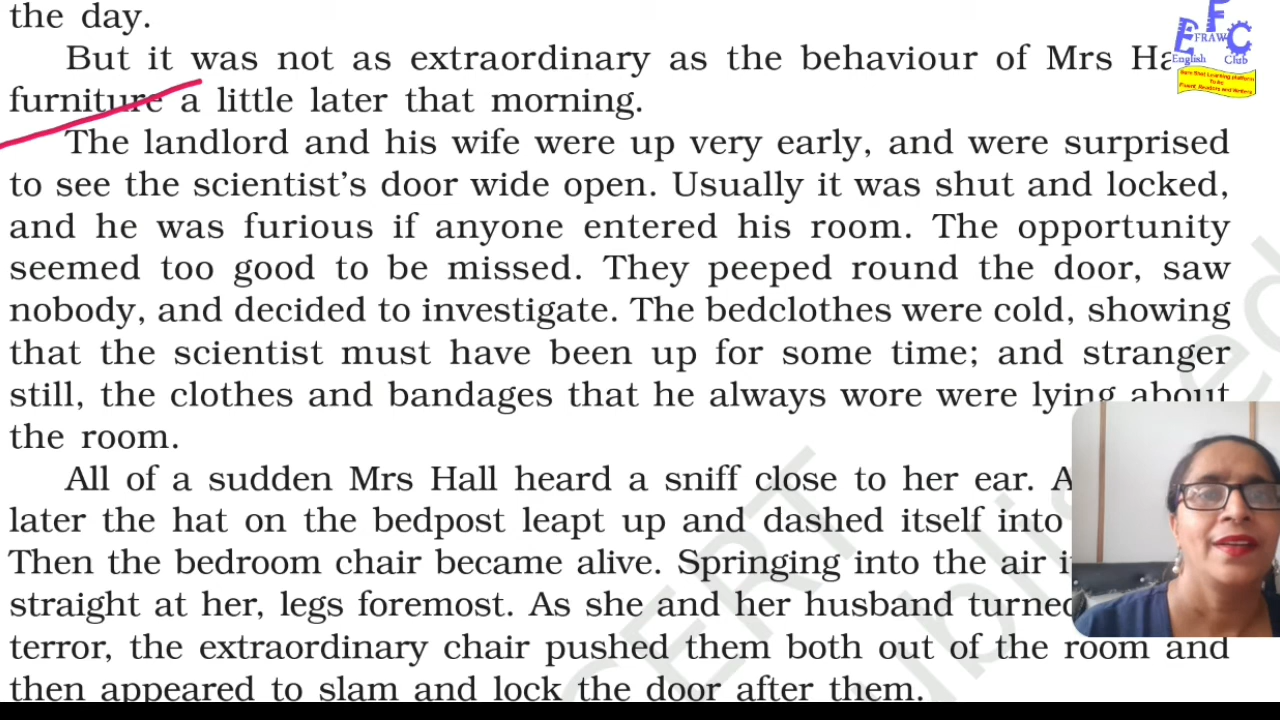 the day.
But it was not as extraordinary as the behaviour of Mrs
furniture a little later that morning.
The landlord and his wife were up very early, and were surprised
to see the scientist's door wide open. Usually it was shut and locked,
and he was furious if anyone entered his room. The opportunity
seemed too good to be missed. They peeped round the door, saw
nobody, and decided to investigate. The bedclothes were cold, showing
that the scientist must have been up for some time; and stranger
still, the clothes and bandages that he always wore were lying about
the room.
All of a sudden Mrs Hall heard a sniff close to her ear. A
later the hat on the bedpost leapt up and dashed itself into
Then the bedroom chair became alive. Springing into the air
straight at her, legs foremost. As she and her husband turned
terror, the extraordinary chair pushed them both out of the room and
then appeared to slam and lock the door after them.
EFRAW
English Club
Fluent Readers and Writers